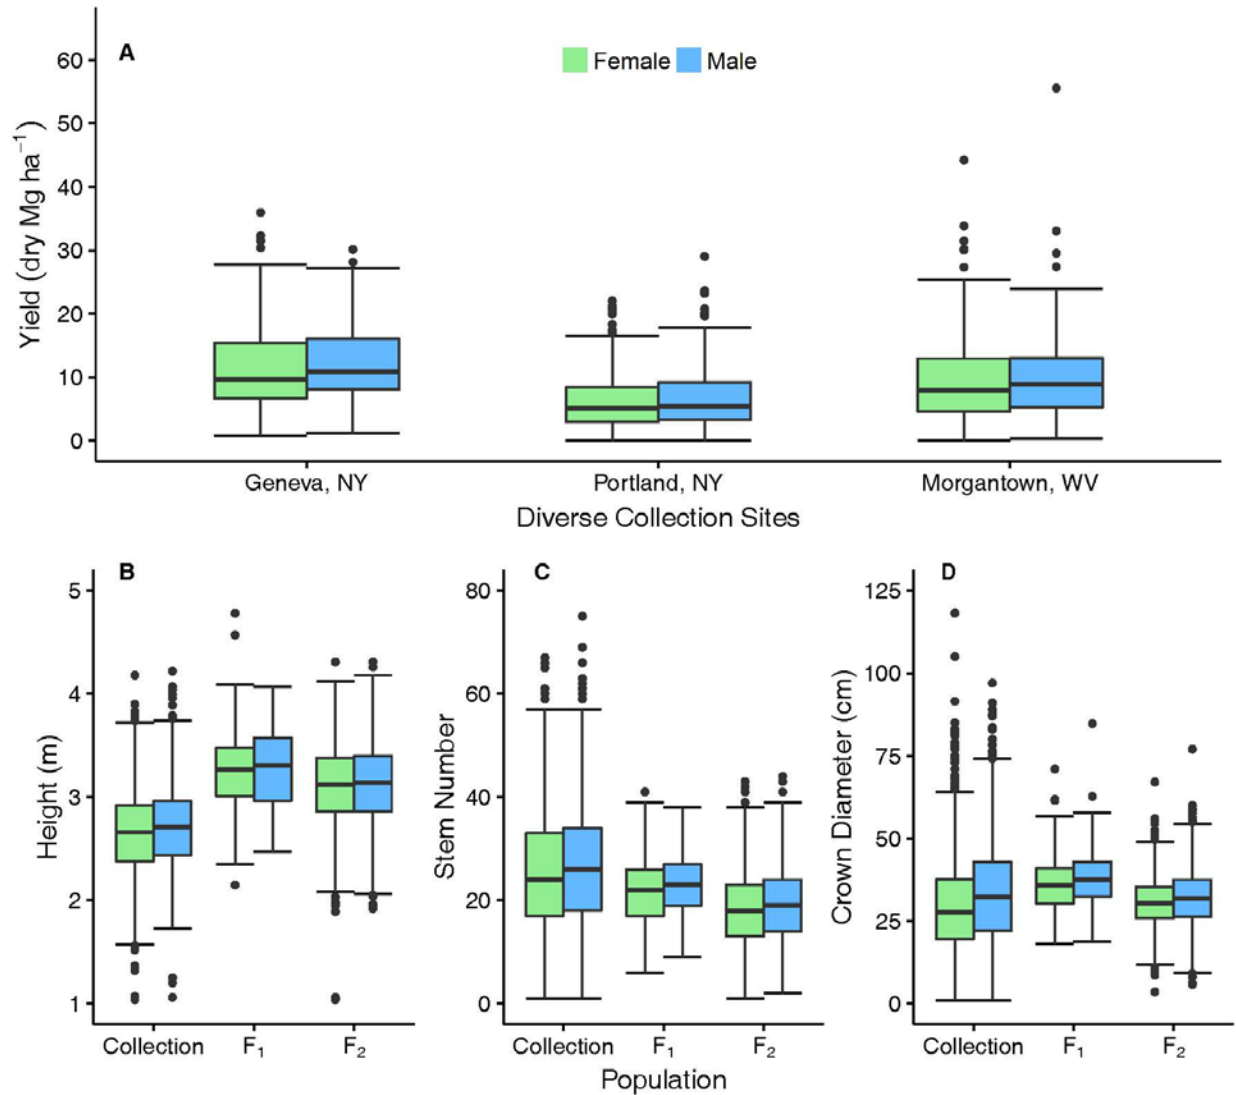 A
Female Male
Yield (dry Mg ha⁻¹)
60
50
40
30
20
10
0
Geneva, NY Portland, NY Morgantown, WV
Diverse Collection Sites
B
Height (m)
5
4
3
2
1
Collection F₁ F₂
C
Stem Number
80
60
40
20
0
Collection F₁ F₂
Population
D
Crown Diameter (cm)
125
100
75
50
25
0
Collection F₁ F₂